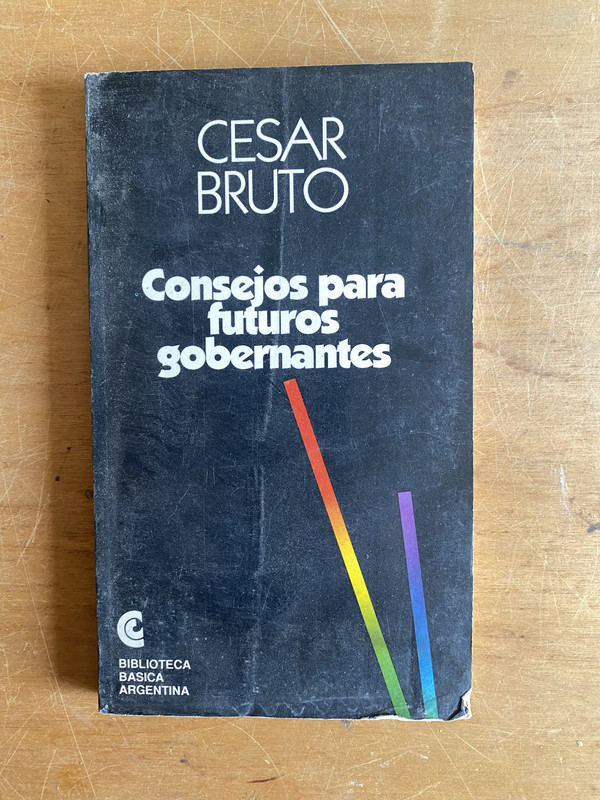 CESAR
BRUTO
Consejos para
futuros
gobernantes
BIBLIOTECA
BASICA
ARGENTINA